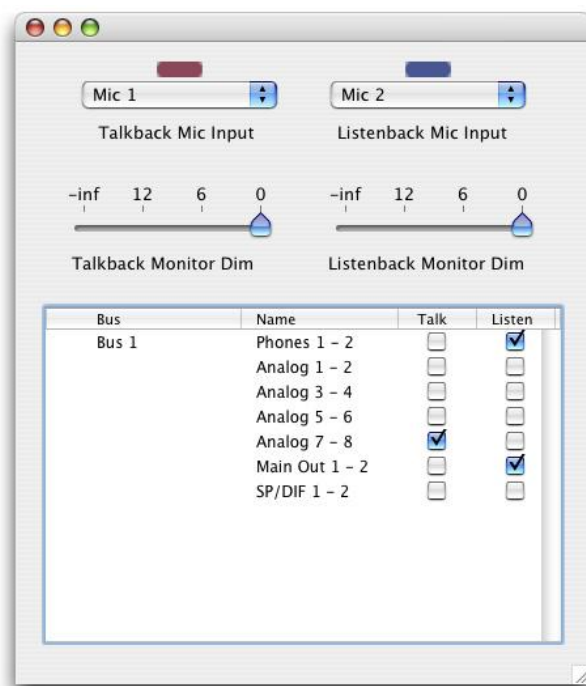 Mic 1 Mic 2
Talkback Mic Input Listenback Mic Input
-inf 12 6 0 -inf 12 6 0
Talkback Monitor Dim Listenback Monitor Dim
Bus Name Talk Listen
Bus 1 Phones 1 - 2
Analog 1 - 2
Analog 3 - 4
Analog 5 - 6
Analog 7 - 8
Main Out 1 - 2
SP/DIF 1 - 2